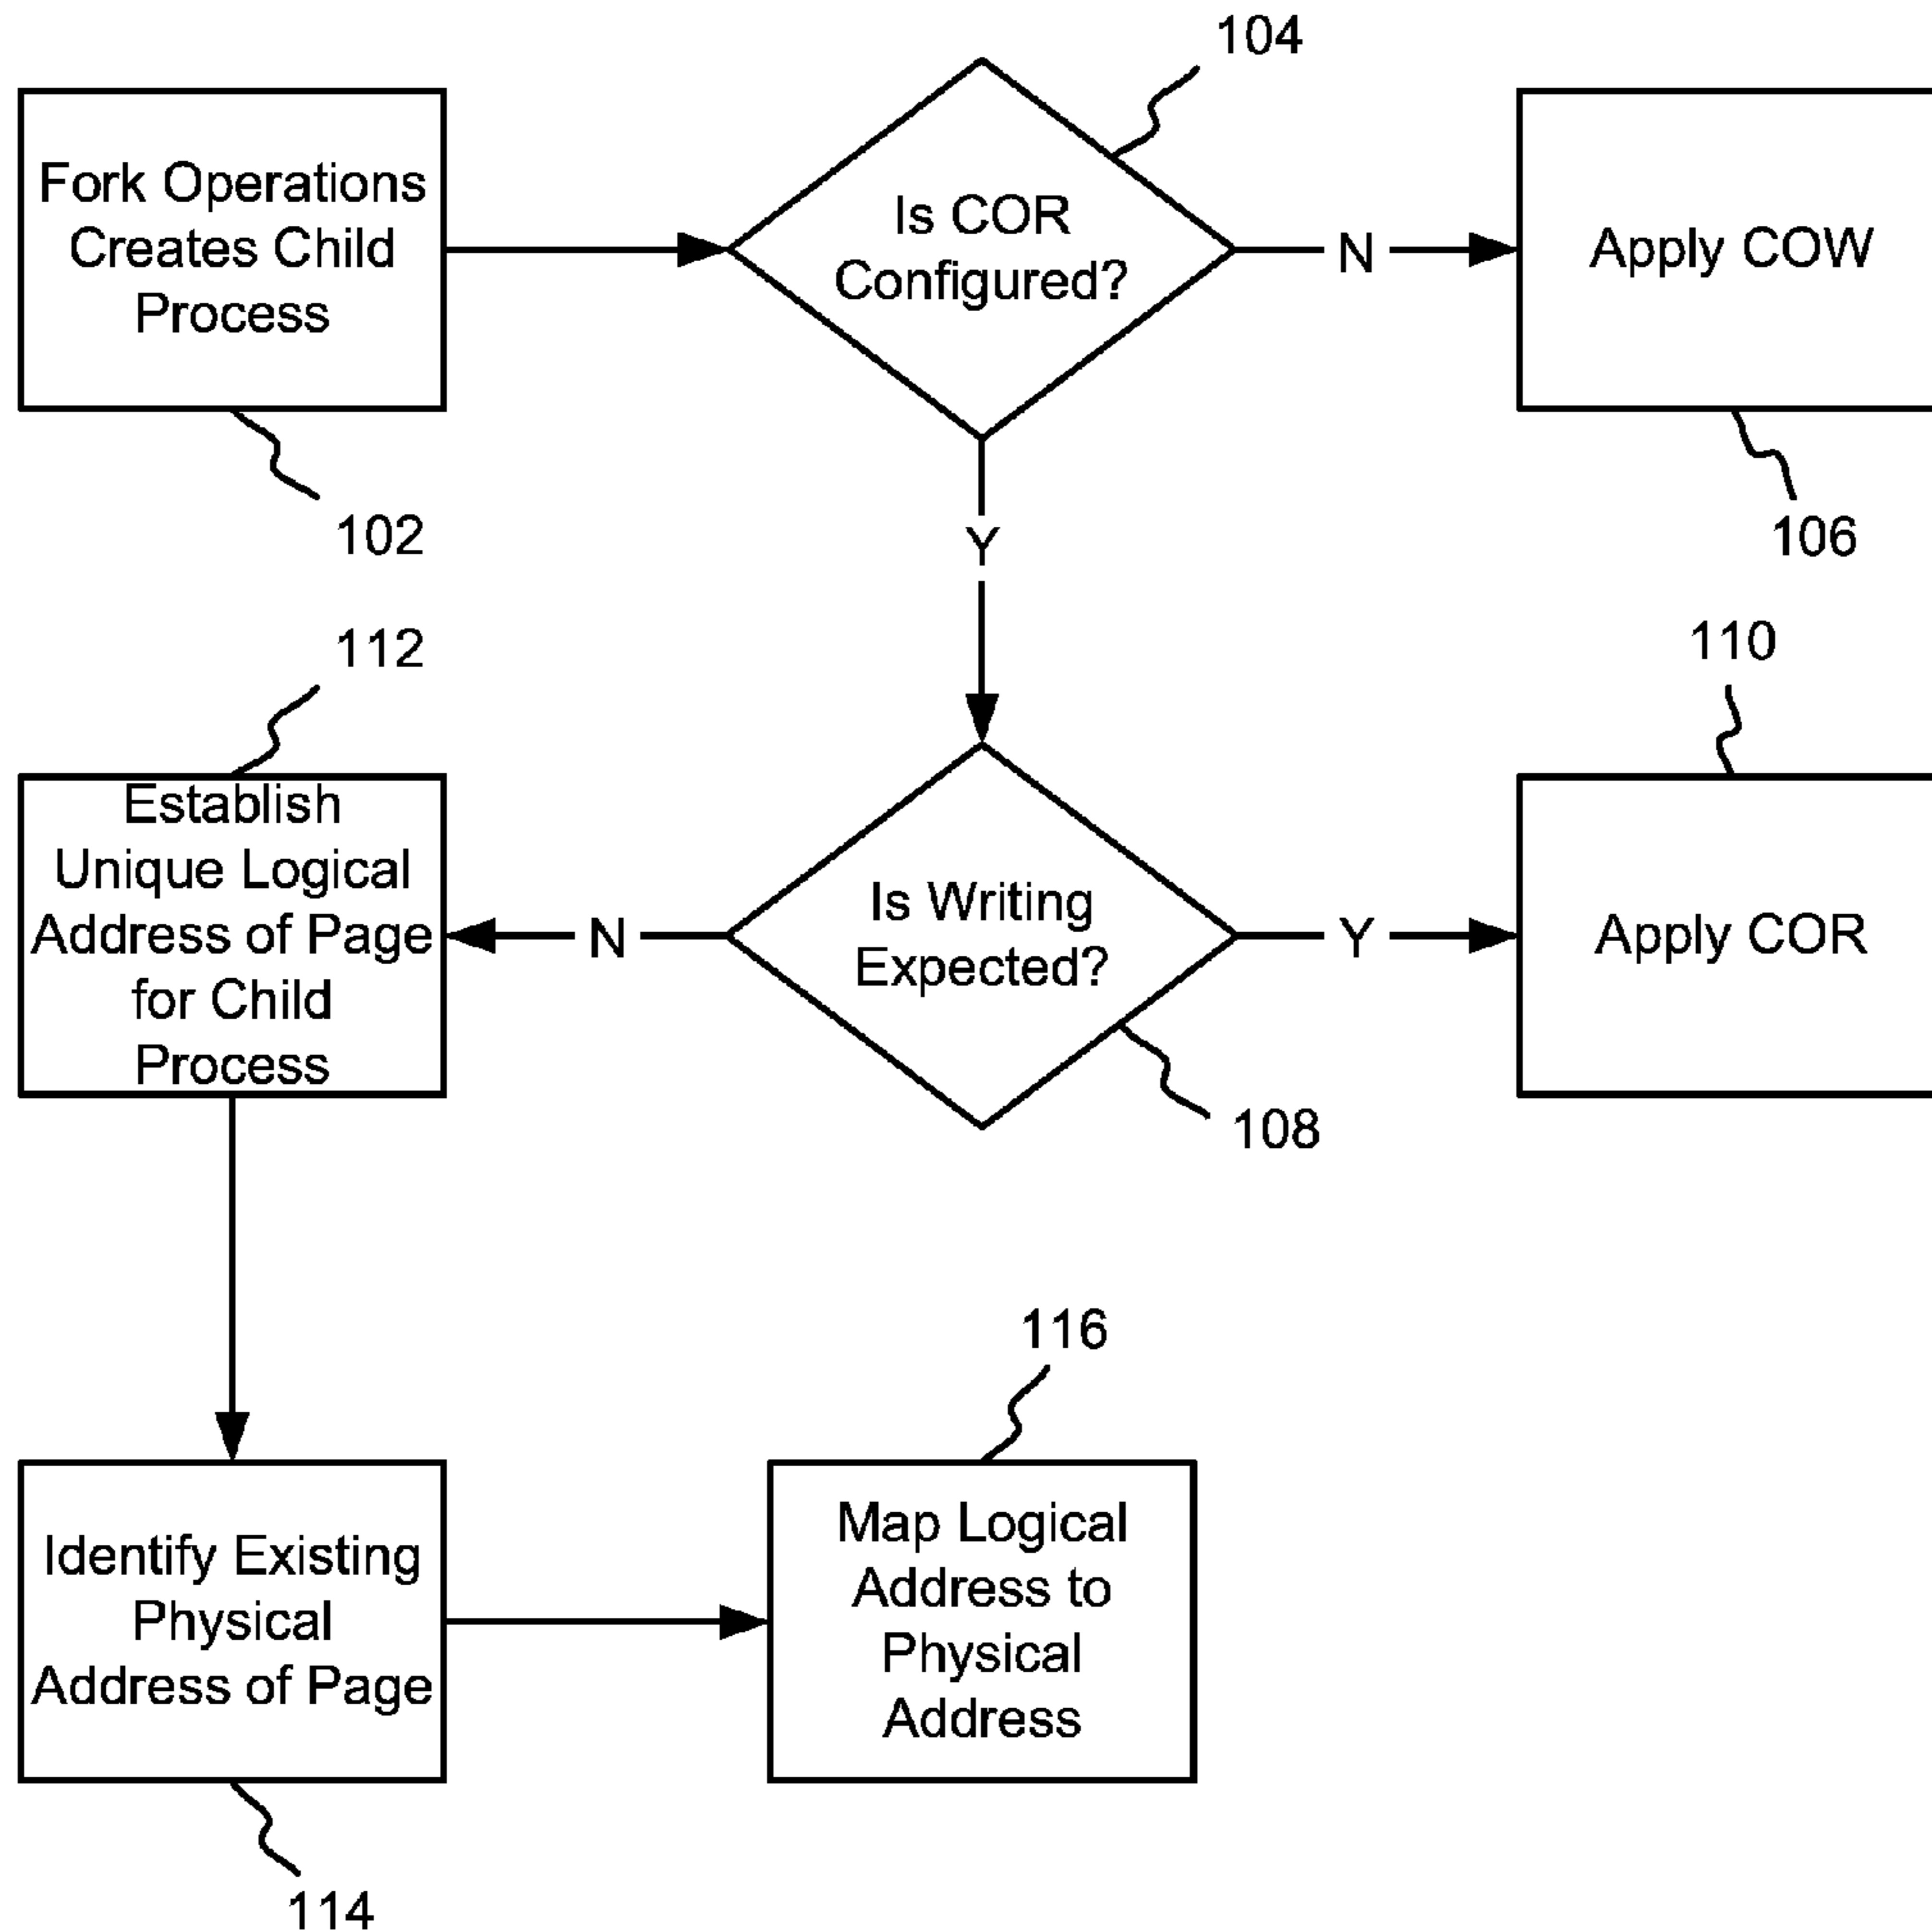 104
Fork Operations
Creates Child
Process
Is COR
Configured?
N
Apply COW
102
Y
106
112
110
Establish
Unique Logical
Address of Page
for Child
Process
N
Is Writing
Expected?
Y
Apply COR
108
116
Identify Existing
Physical
Address of Page
Map Logical
Address to
Physical
Address
114